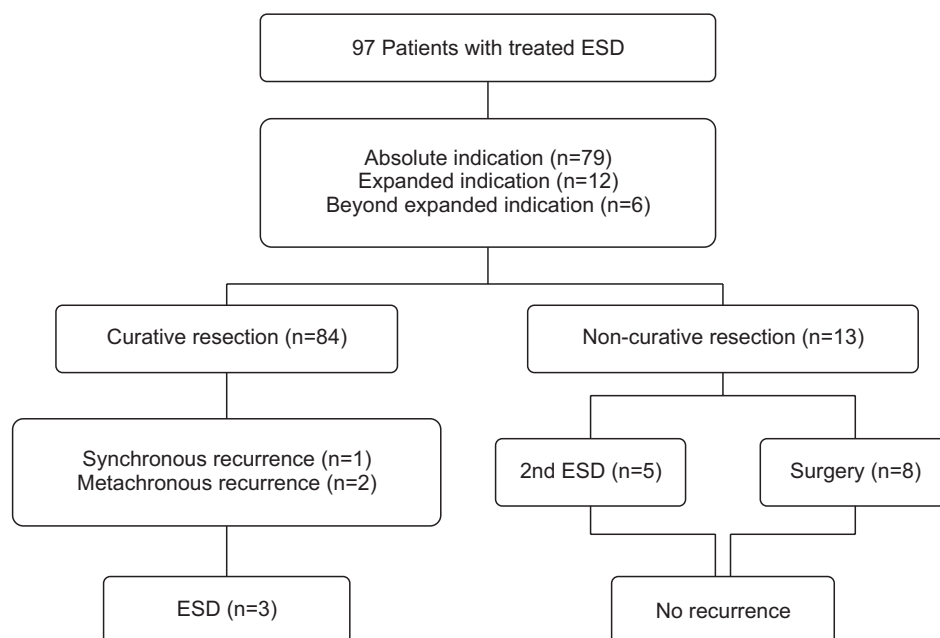 97 Patients with treated ESD
Absolute indication (n=79)
Expanded indication (n=12)
Beyond expanded indication (n=6)
Curative resection (n=84)
Non-curative resection (n=13)
Synchronous recurrence (n=1)
Metachronous recurrence (n=2)
2nd ESD (n=5)
Surgery (n=8)
ESD (n=3)
No recurrence